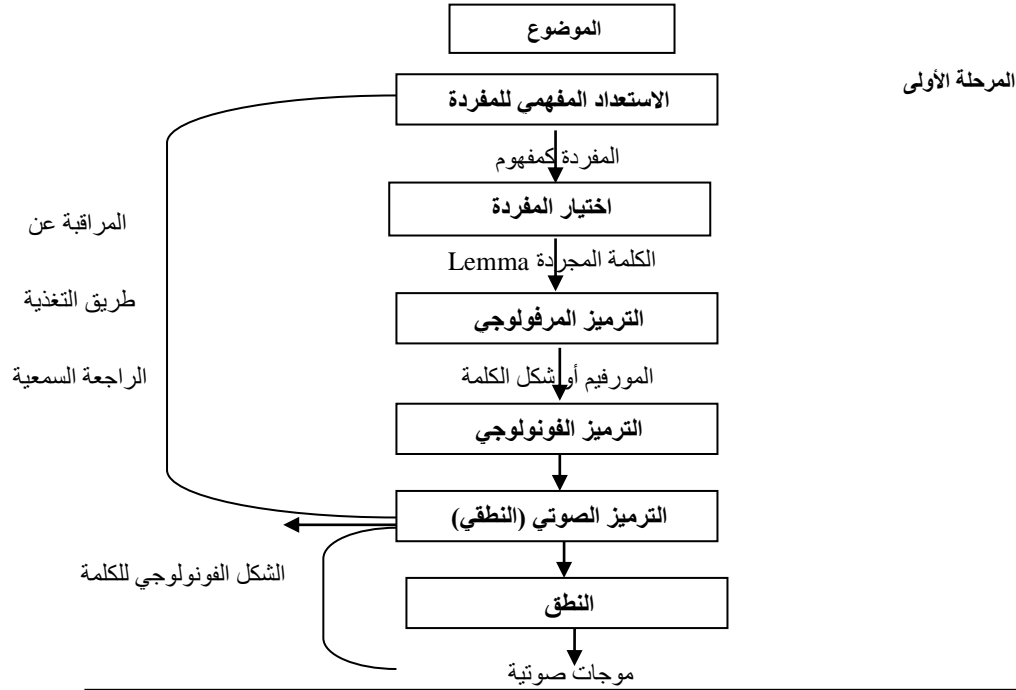 الموضوع
المرحلة الأولى
الاستعداد المفهمي للمفردة
المفردة كمفهوم
اختيار المفردة
المراقبة عن
الكلمة المجردة Lemma
طريق التغذية
الترميز المرفولوجي
الراجعة السمعية
المورفيم أو شكل الكلمة
الترميز الفونولوجي
الترميز الصوتي (النطقي)
الشكل الفونولوجي للكلمة
النطق
موجات صوتية